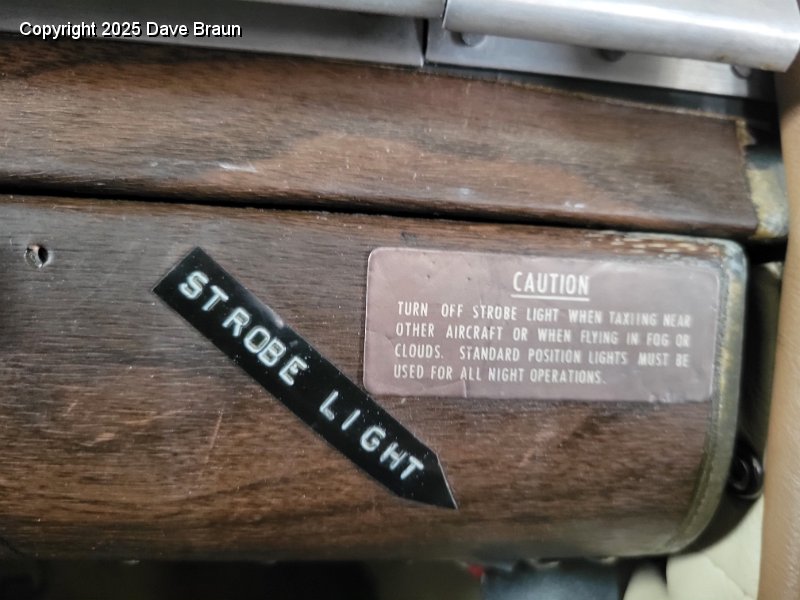 Copyright 2025 Dave Braun
STROBE LIGHT
CAUTION
TURN OFF STROBE LIGHT WHEN TAXIING NEAR
OTHER AIRCRAFT OR WHEN FLYING IN FOG OR
CLOUDS. STANDARD POSITION LIGHTS MUST BE
USED FOR ALL NIGHT OPERATIONS.